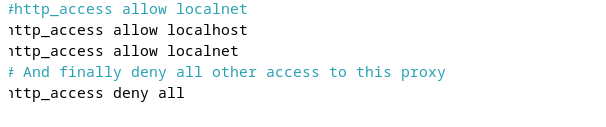 #http_access allow localnet
http_access allow localhost
http_access allow localnet
# And finally deny all other access to this proxy
http_access deny all